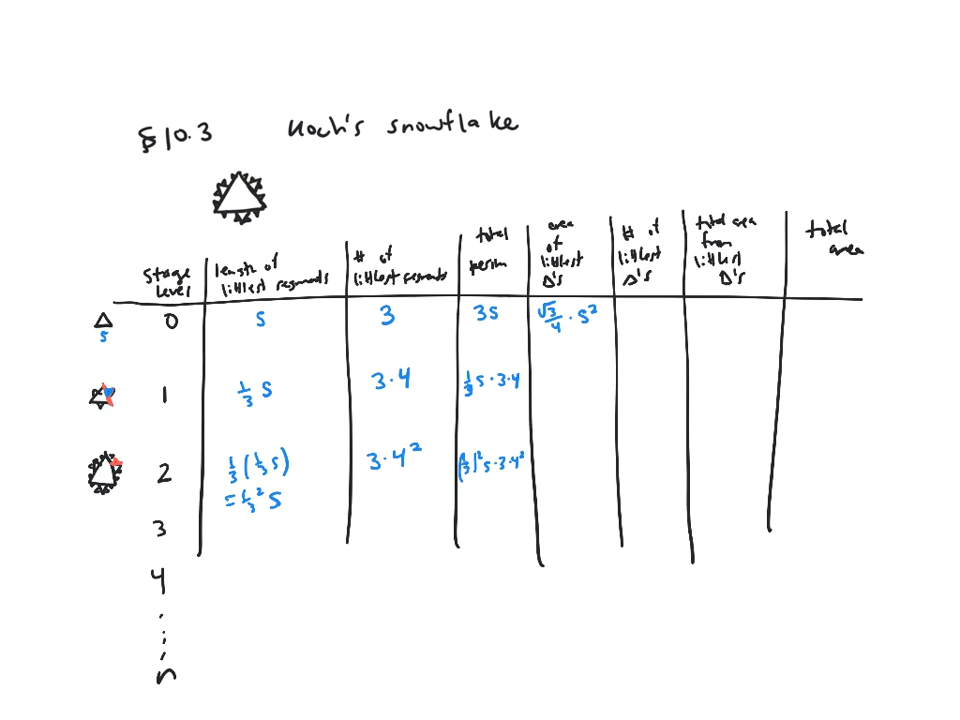 §10.3 Koch's snowflake
stage level
length of littlest segments
# of littlest segments
total perim
area of littlest Δ's
# of littlest Δ's
total area from littlest Δ's
total area
s
0 s 3 3s √3/4 · s²
1 1/3 s 3·4 1/3 s·3·4
2 1/3(1/3 s) 3·4² (1/3)² s·3·4²
= 1/3² s
3
4
n